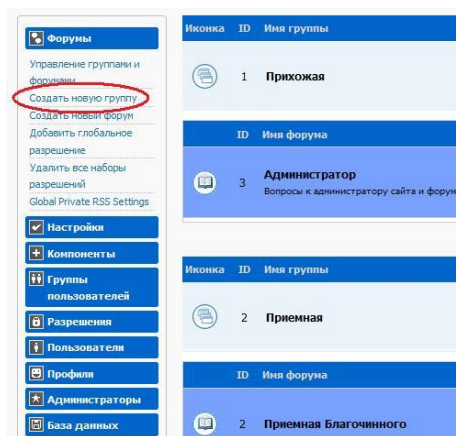 Форумы
Управление группами и
форумами
Создать новую группу
Создать новый форум
Добавить глобальное
разрешение
Удалить все наборы
разрешений
Global Private RSS Settings
Настройки
Компоненты
Группы
пользователей
Разрешения
Пользователи
Профили
Администраторы
База данных
Иконка ID Имя группы
1 Прихожая
ID Имя форума
3 Администратор
Вопросы к администратору сайта и форум
Иконка ID Имя группы
2 Приемная
ID Имя форума
2 Приемная Благочинного